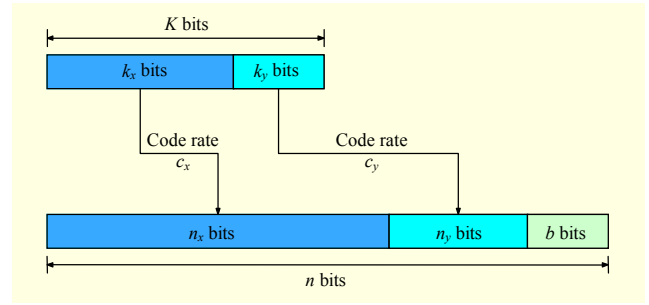 K bits
k_x bits
k_y bits
Code rate
c_x
Code rate
c_y
n_x bits
n_y bits
b bits
n bits